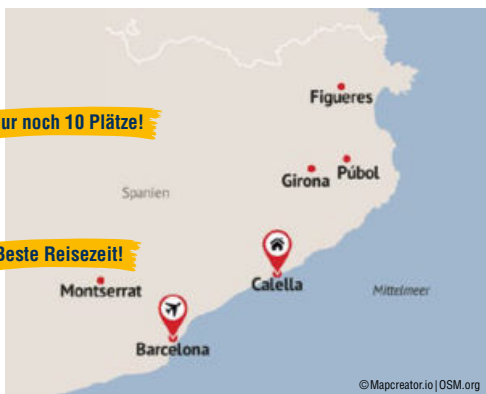 Figueres
ur noch 10 Plätze!
Girona
Púbol
Spanien
Beste Reisezeit!
Montserrat
Calella
Mittelmeer
Barcelona
©Mapcreator.io|OSM.org